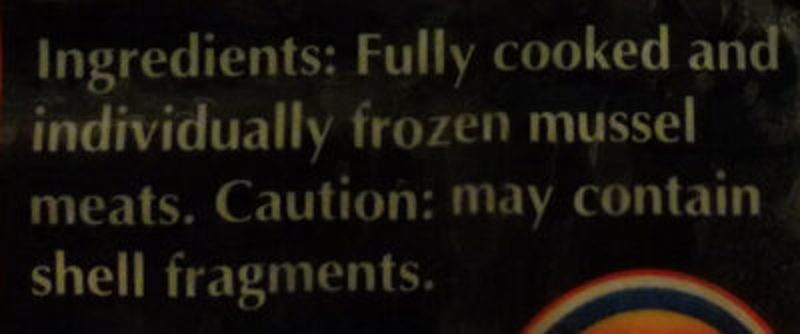 Ingredients: Fully cooked and
individually frozen mussel
meats. Caution: may contain
shell fragments.